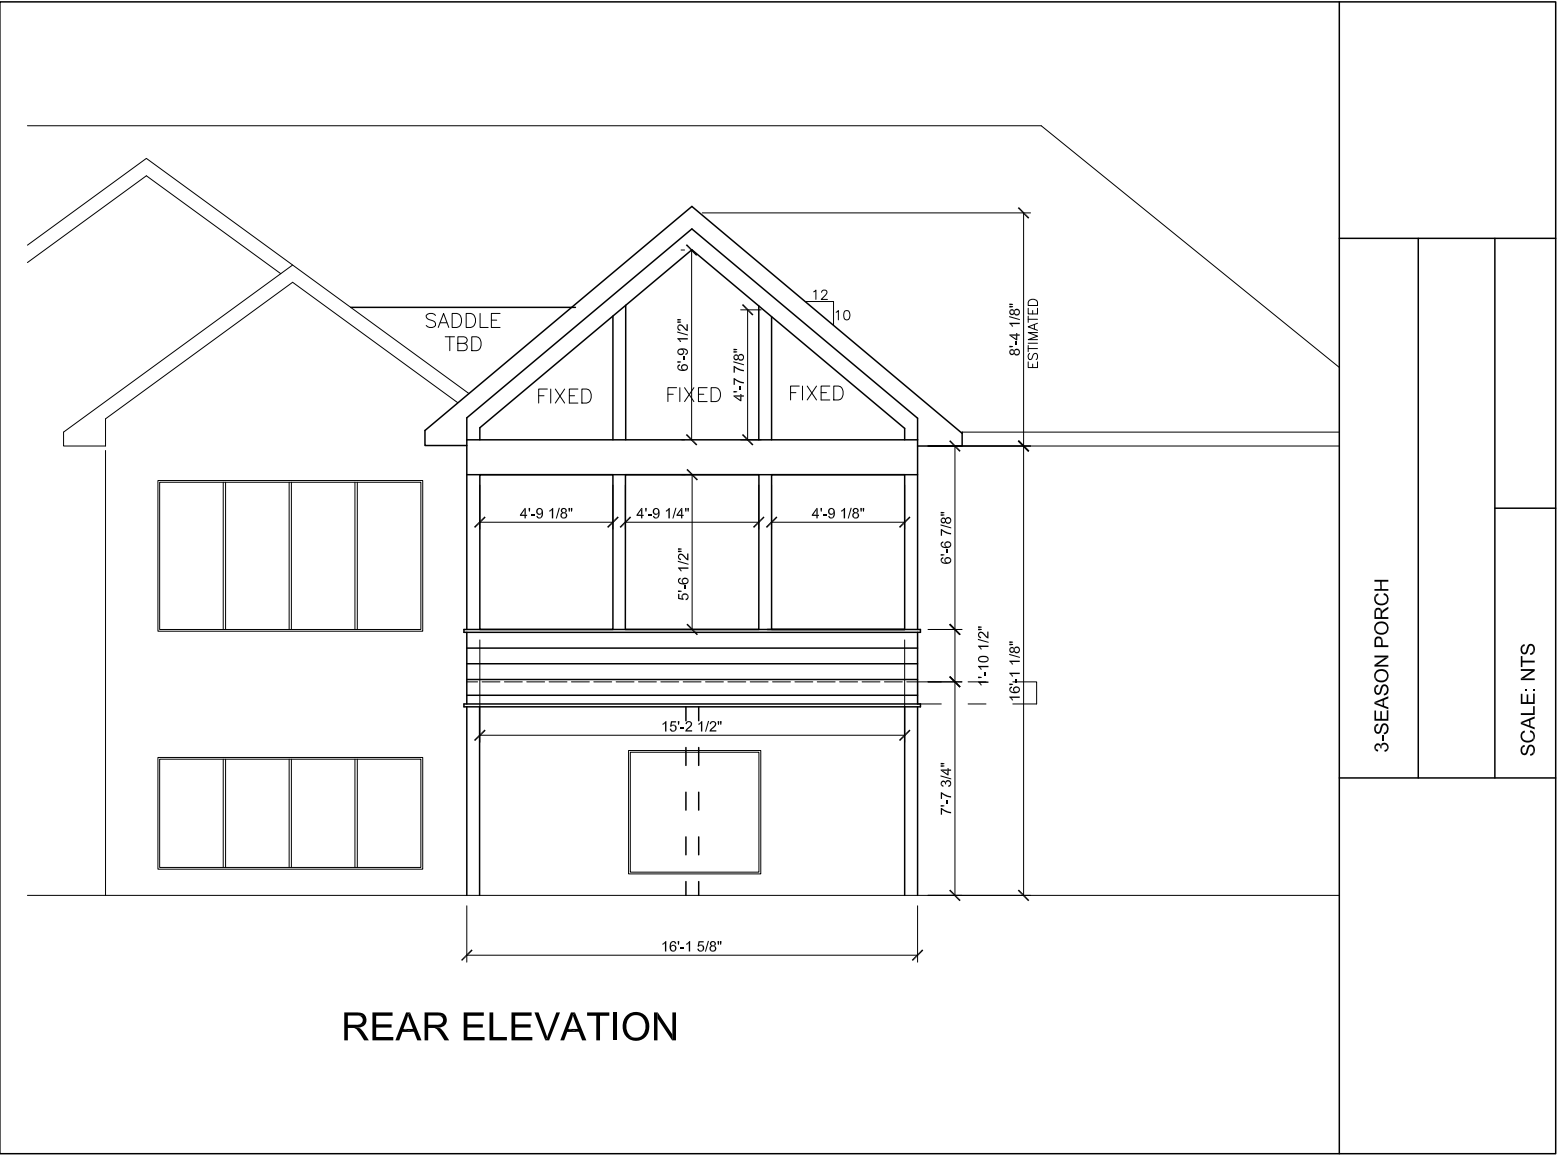 12
10
SADDLE
TBD
8'-4 1/8"
ESTIMATED
6'-9 1/2"
4'-7 7/8"
FIXED
FIXED
FIXED
4'-9 1/8"
4'-9 1/4"
4'-9 1/8"
5'-6 1/2"
6'-6 7/8"
1'-10 1/2"
16'-1 1/8"
15'-2 1/2"
7'-7 3/4"
16'-1 5/8"
REAR ELEVATION
3-SEASON PORCH
SCALE: NTS